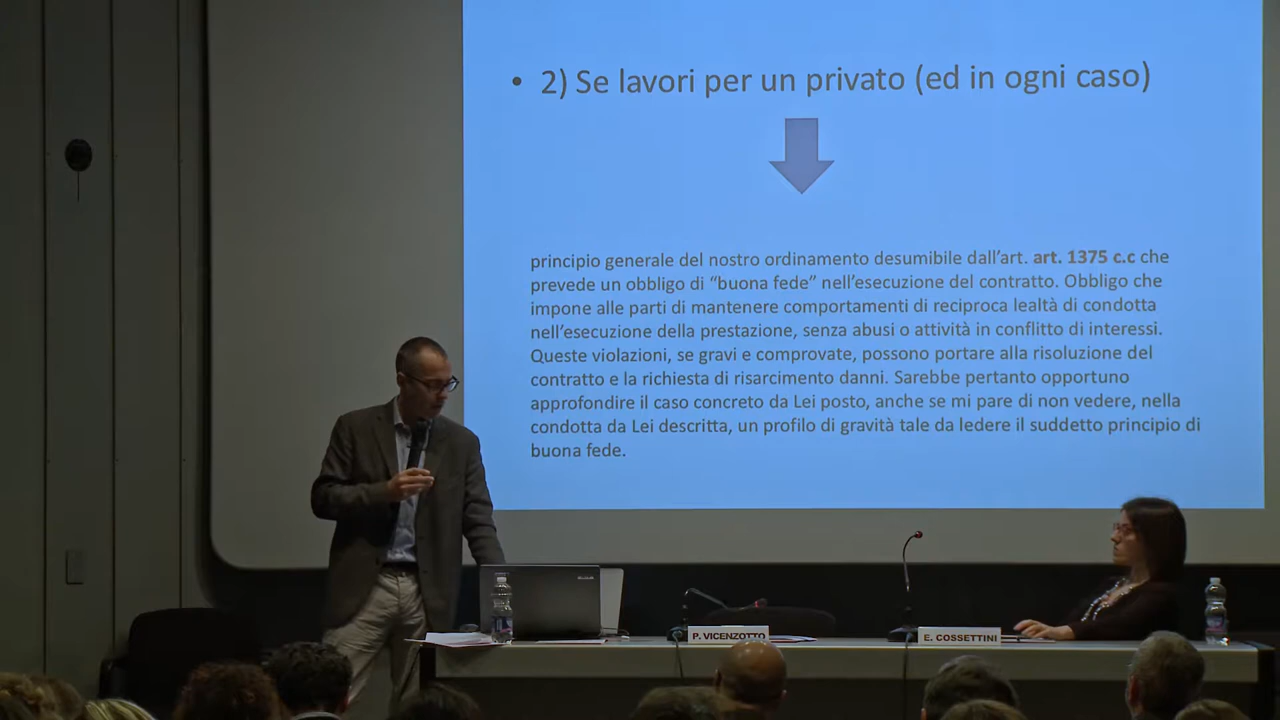 • 2) Se lavori per un privato (ed in ogni caso)
principio generale del nostro ordinamento desumibile dall’art. art. 1375 c.c che
prevede un obbligo di “buona fede” nell’esecuzione del contratto. Obbligo che
impone alle parti di mantenere comportamenti di reciproca lealtà di condotta
nell’esecuzione della prestazione, senza abusi o attività in conflitto di interessi.
Queste violazioni, se gravi e comprovate, possono portare alla risoluzione del
contratto e la richiesta di risarcimento danni. Sarebbe pertanto opportuno
approfondire il caso concreto da Lei posto, anche se mi pare di non vedere, nella
condotta da Lei descritta, un profilo di gravità tale da ledere il suddetto principio di
buona fede.
P. VICENZOTTO
E. COSSETTINI